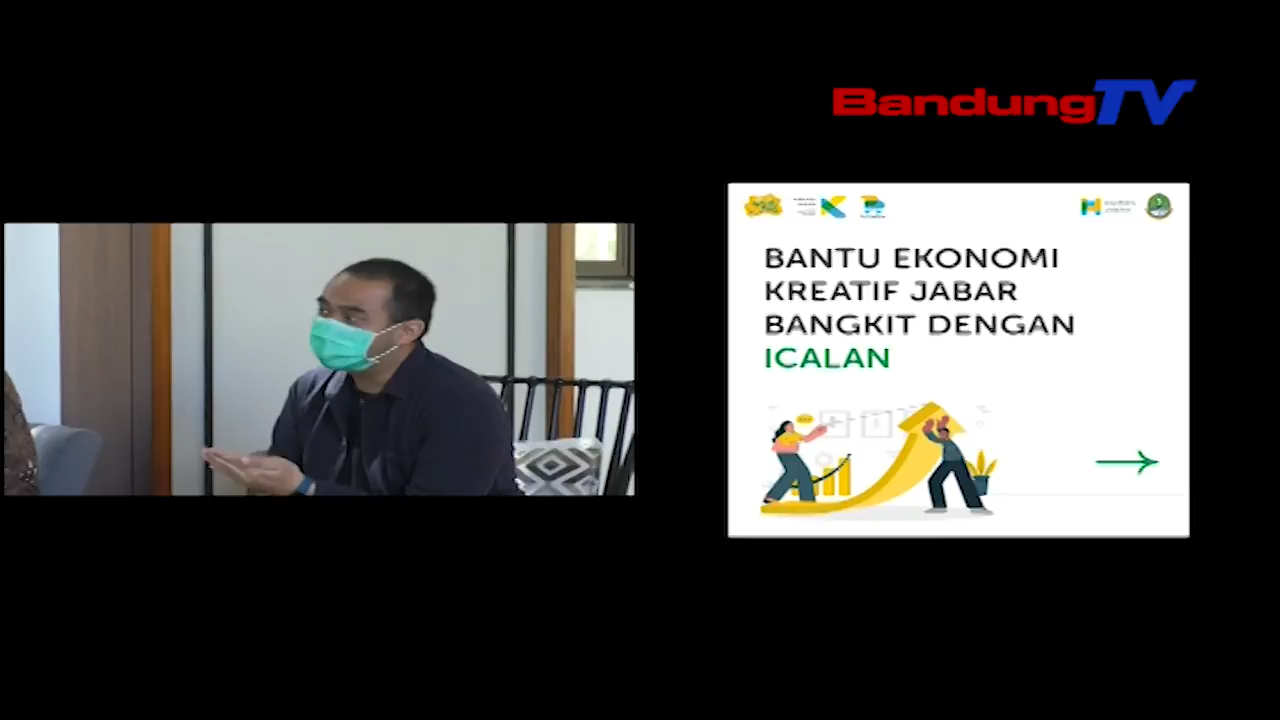 BandungTV
BANTU EKONOMI
KREATIF JABAR
BANGKIT DENGAN
ICALAN